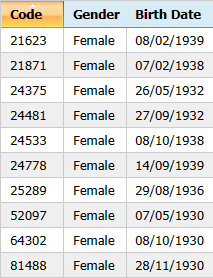 Code Gender Birth Date
21623 Female 08/02/1939
21871 Female 07/02/1938
24375 Female 26/05/1932
24481 Female 27/09/1932
24533 Female 08/10/1938
24778 Female 14/09/1939
25289 Female 29/08/1936
52097 Female 07/05/1930
64302 Female 08/10/1930
81488 Female 28/11/1930